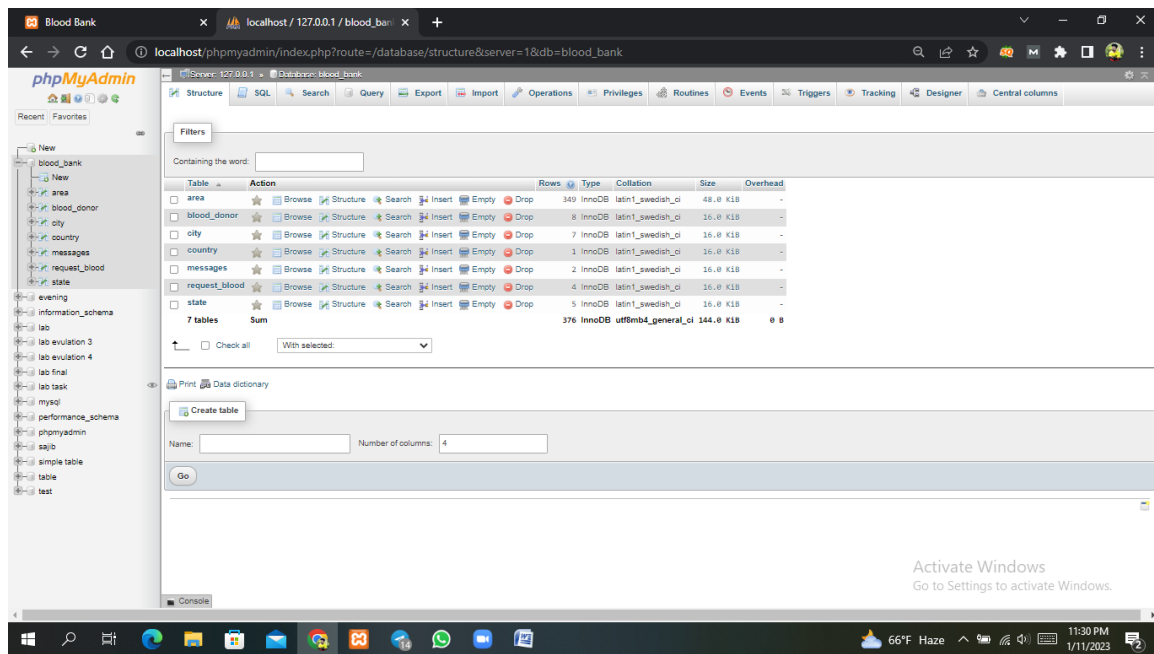 Blood Bank
localhost / 127.0.0.1 / blood_ban
localhost/phpmyadmin/index.php?route=/database/structure&server=1&db=blood_bank
phpMyAdmin
Recent Favorites
New
blood_bank
New
area
blood_donor
city
country
messages
request_blood
state
evening
information_schema
lab
lab evulation 3
lab evulation 4
lab final
lab task
mysql
performance_schema
phpmyadmin
sajib
simple table
table
test
Server: 127.0.0.1 » Database: blood_bank
Structure SQL Search Query Export Import Operations Privileges Routines Events Triggers Tracking Designer Central columns
Filters
Containing the word:
Table Action Rows Type Collation Size Overhead
area Browse Structure Search Insert Empty Drop 349 InnoDB latin1_swedish_ci 48.0 KiB -
blood_donor Browse Structure Search Insert Empty Drop 8 InnoDB latin1_swedish_ci 16.0 KiB -
city Browse Structure Search Insert Empty Drop 7 InnoDB latin1_swedish_ci 16.0 KiB -
country Browse Structure Search Insert Empty Drop 1 InnoDB latin1_swedish_ci 16.0 KiB -
messages Browse Structure Search Insert Empty Drop 2 InnoDB latin1_swedish_ci 16.0 KiB -
request_blood Browse Structure Search Insert Empty Drop 4 InnoDB latin1_swedish_ci 16.0 KiB -
state Browse Structure Search Insert Empty Drop 5 InnoDB latin1_swedish_ci 16.0 KiB -
7 tables Sum 376 InnoDB utf8mb4_general_ci 144.0 KiB 0 B
Check all With selected:
Print Data dictionary
Create table
Name: Number of columns: 4
Go
Console
Activate Windows
Go to Settings to activate Windows.
66°F Haze
11:30 PM
1/11/2023